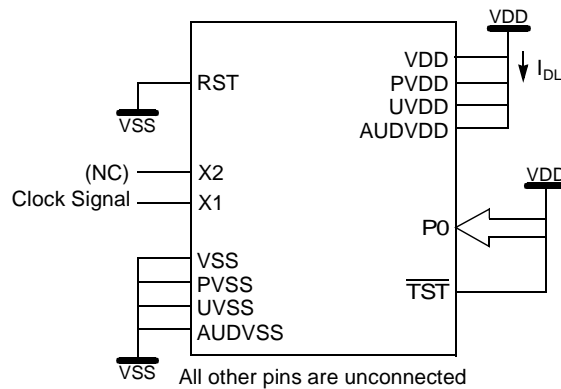 VDD
VDD
PVDD
UVDD
AUDVDD
I_DL
RST
VSS
(NC)
X2
Clock Signal
X1
VDD
P0
TST
VSS
PVSS
UVSS
AUDVSS
VSS
All other pins are unconnected